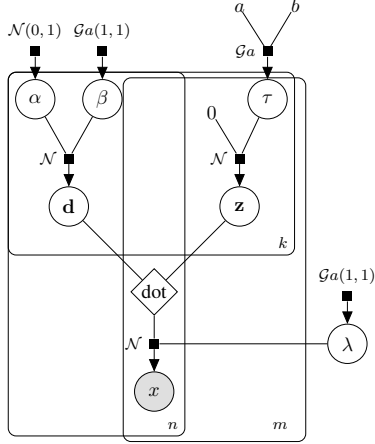 a b
𝒩(0, 1) 𝒢a(1, 1)
𝒢a
α β τ
0
𝒩 𝒩
d z
k
dot
𝒢a(1, 1)
𝒩
λ
x
n m